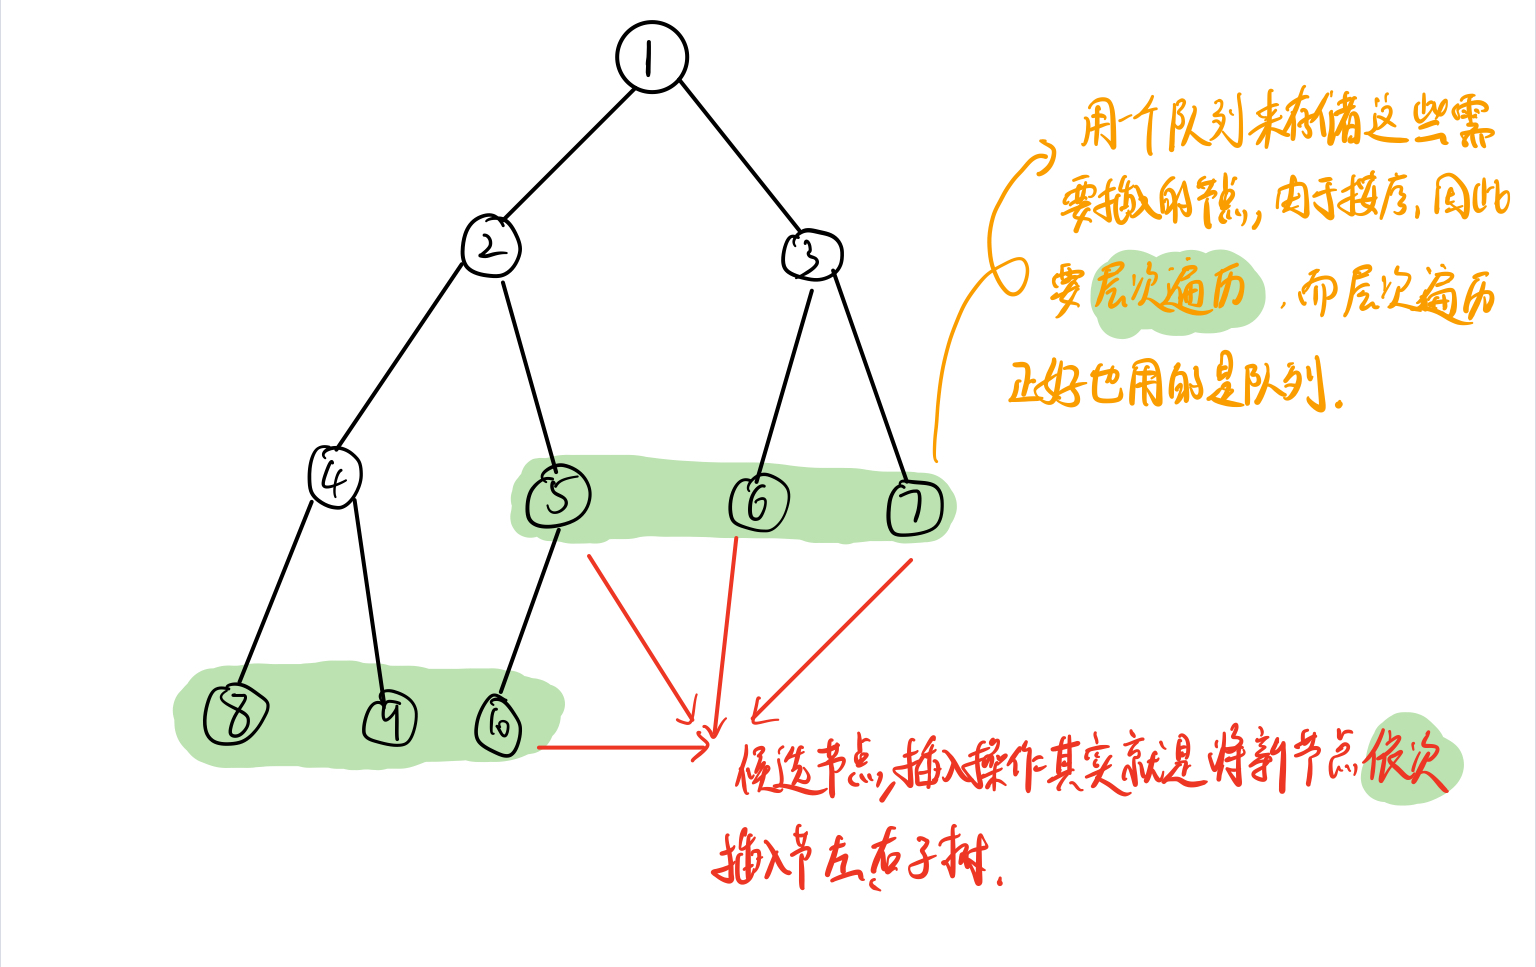 1
2
3
4
5
6
7
8
9
10
用一个队列来存储这些需
要插入的节点,由于按序,因此
要层次遍历,而层次遍历
正好也用的是队列.
候选节点,插入操作其实就是将新节点依次
插入节左、右子树.